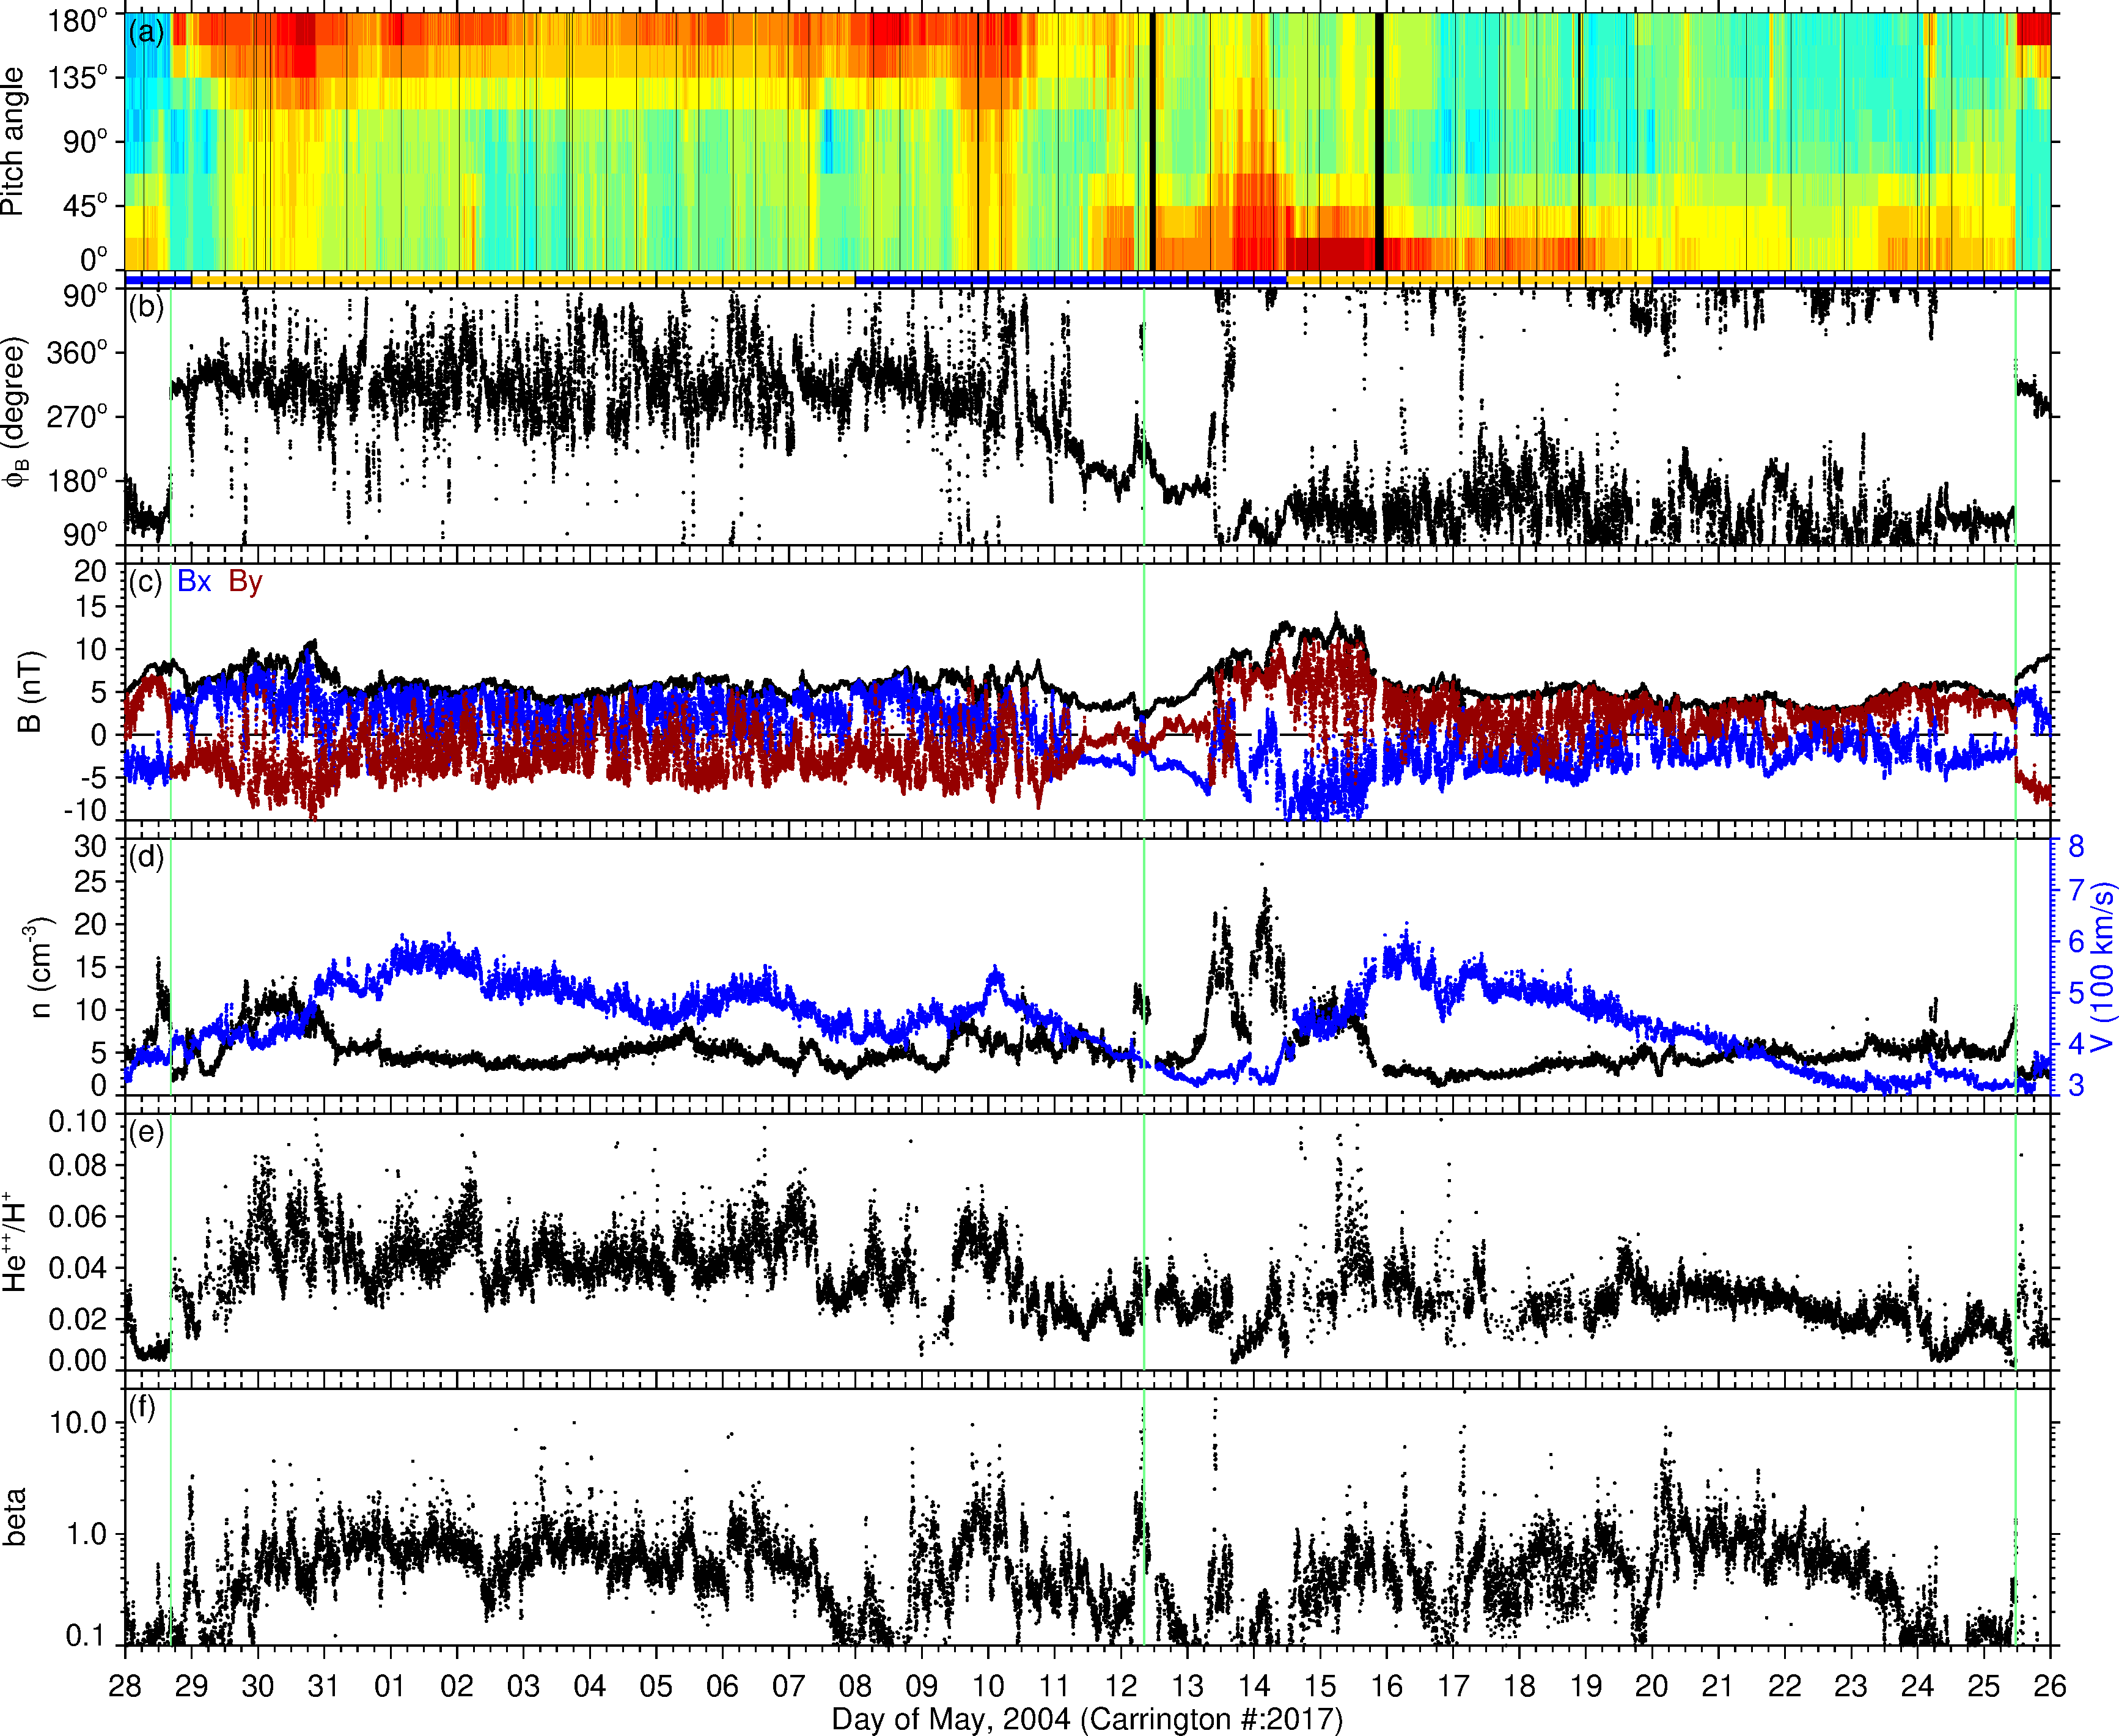 (a)
180°
135°
90°
45°
0°
Pitch angle
(b)
90°
360°
270°
180°
90°
ϕB (degree)
(c) Bx By
20
15
10
5
0
-5
-10
B (nT)
(d)
30
25
20
15
10
5
0
n (cm-3)
8
7
6
5
4
3
V (100 km/s)
(e)
0.10
0.08
0.06
0.04
0.02
0.00
He++/H+
(f)
10.0
1.0
0.1
beta
28 29 30 31 01 02 03 04 05 06 07 08 09 10 11 12 13 14 15 16 17 18 19 20 21 22 23 24 25 26
Day of May, 2004 (Carrington #:2017)